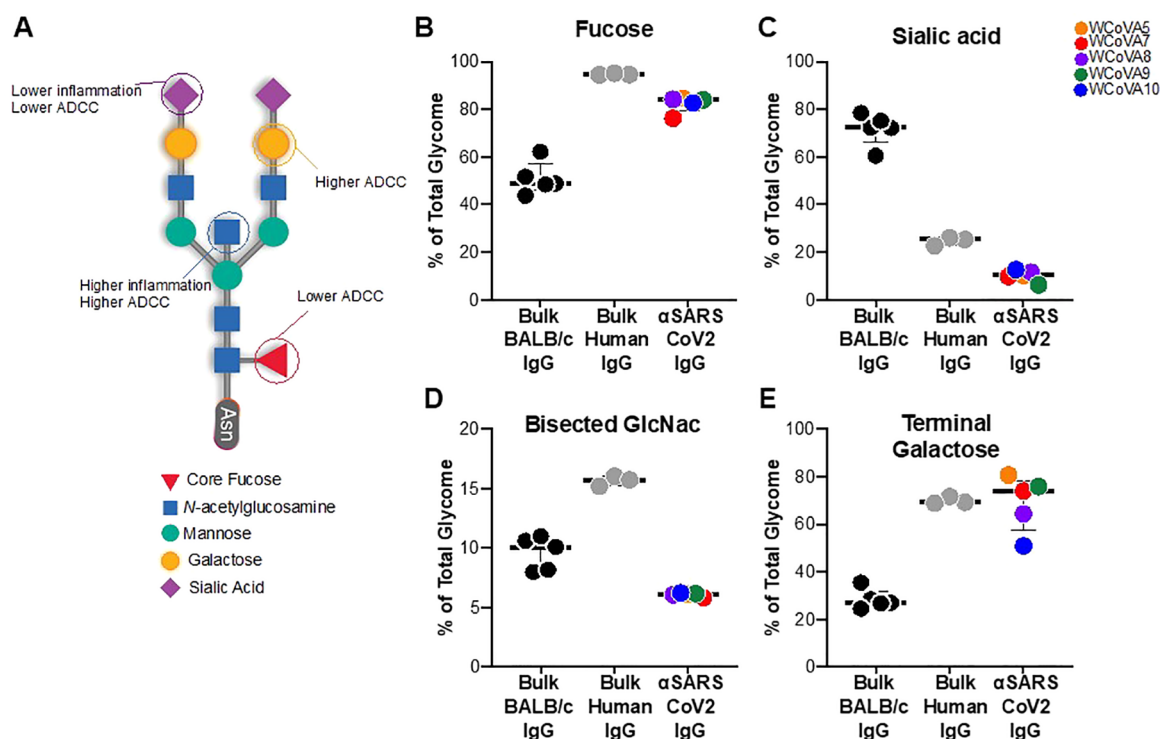 A
Lower inflammation
Lower ADCC
Higher ADCC
Higher inflammation
Higher ADCC
Lower ADCC
Asn
Core Fucose
N-acetylglucosamine
Mannose
Galactose
Sialic Acid
B
Fucose
% of Total Glycome
100
80
60
40
20
0
Bulk
BALB/c
IgG
Bulk
Human
IgG
αSARS
CoV2
IgG
C
Sialic acid
% of Total Glycome
100
80
60
40
20
0
Bulk
BALB/c
IgG
Bulk
Human
IgG
αSARS
CoV2
IgG
WCoVA5
WCoVA7
WCoVA8
WCoVA9
WCoVA10
D
Bisected GlcNac
% of Total Glycome
20
15
10
5
0
Bulk
BALB/c
IgG
Bulk
Human
IgG
αSARS
CoV2
IgG
E
Terminal
Galactose
% of Total Glycome
100
80
60
40
20
0
Bulk
BALB/c
IgG
Bulk
Human
IgG
αSARS
CoV2
IgG